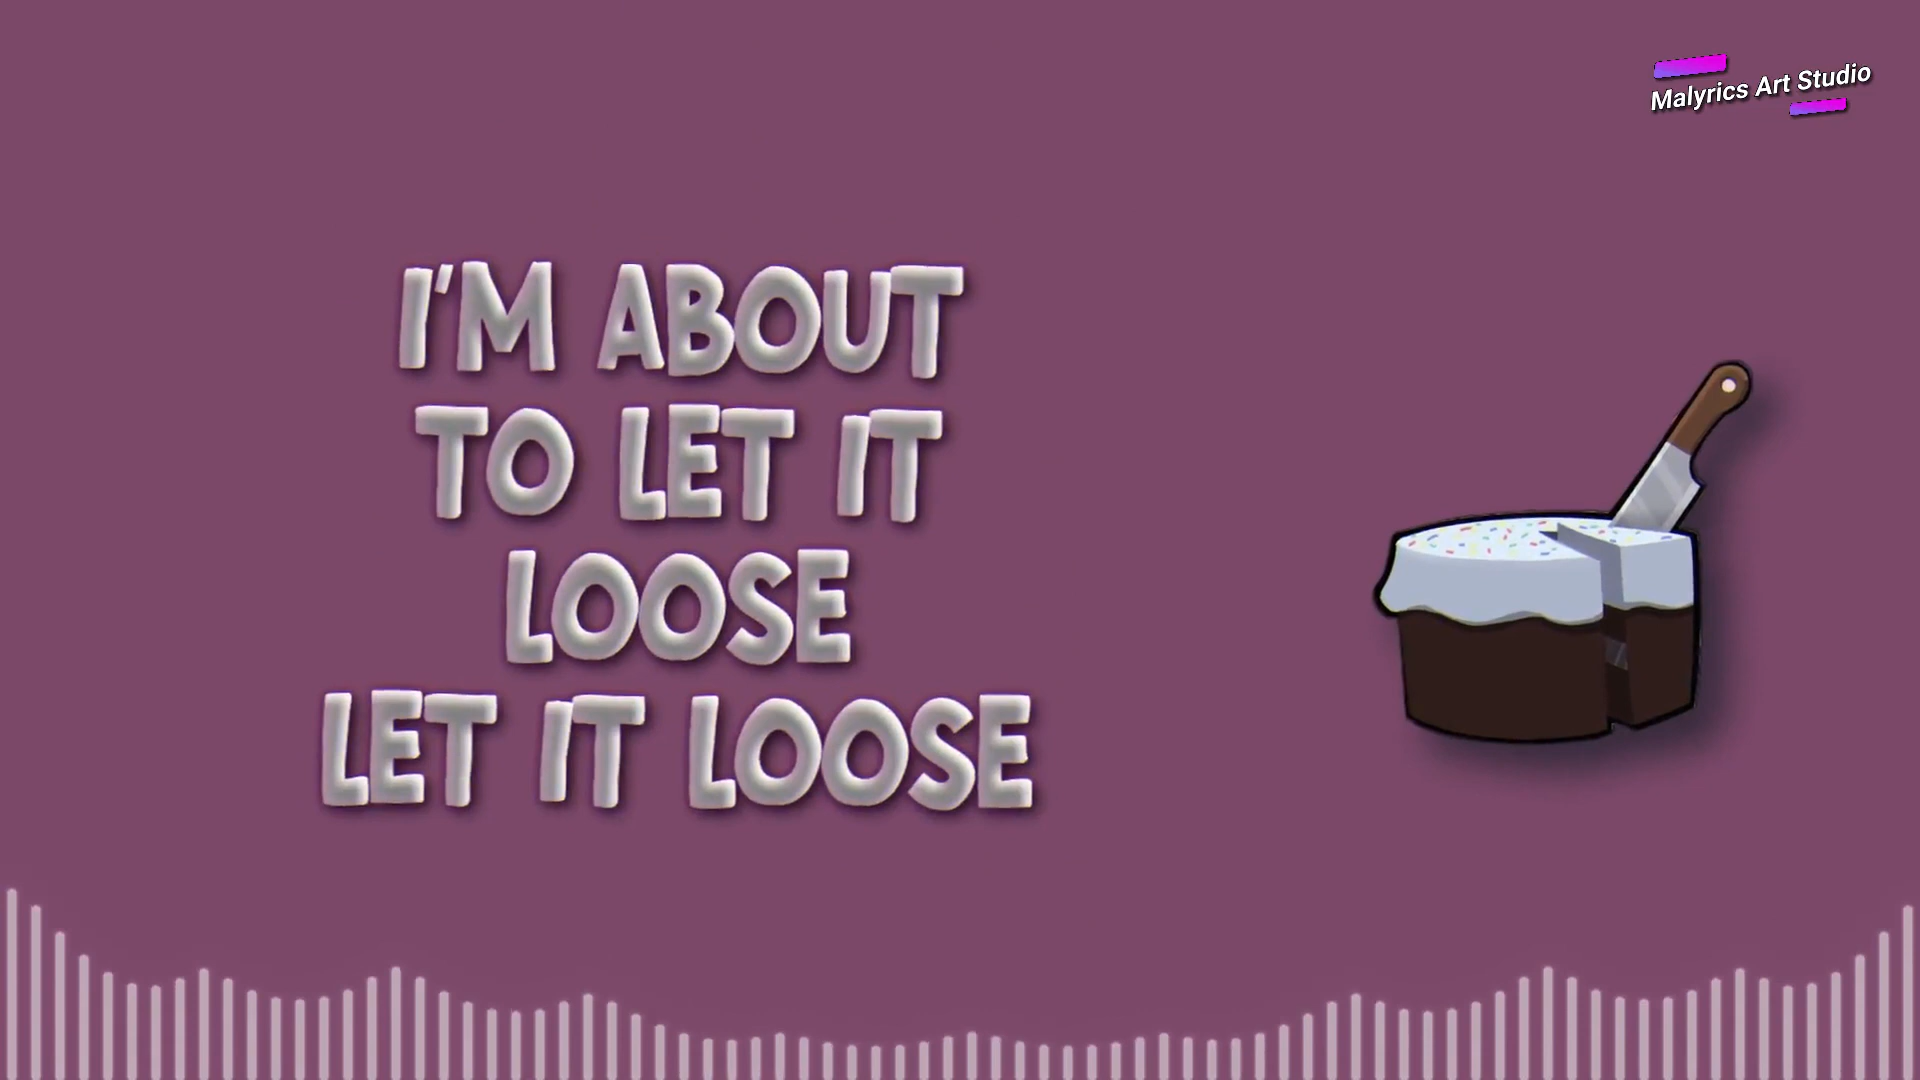 Malyrics Art Studio
I'M ABOUT
TO LET IT
LOOSE
LET IT LOOSE